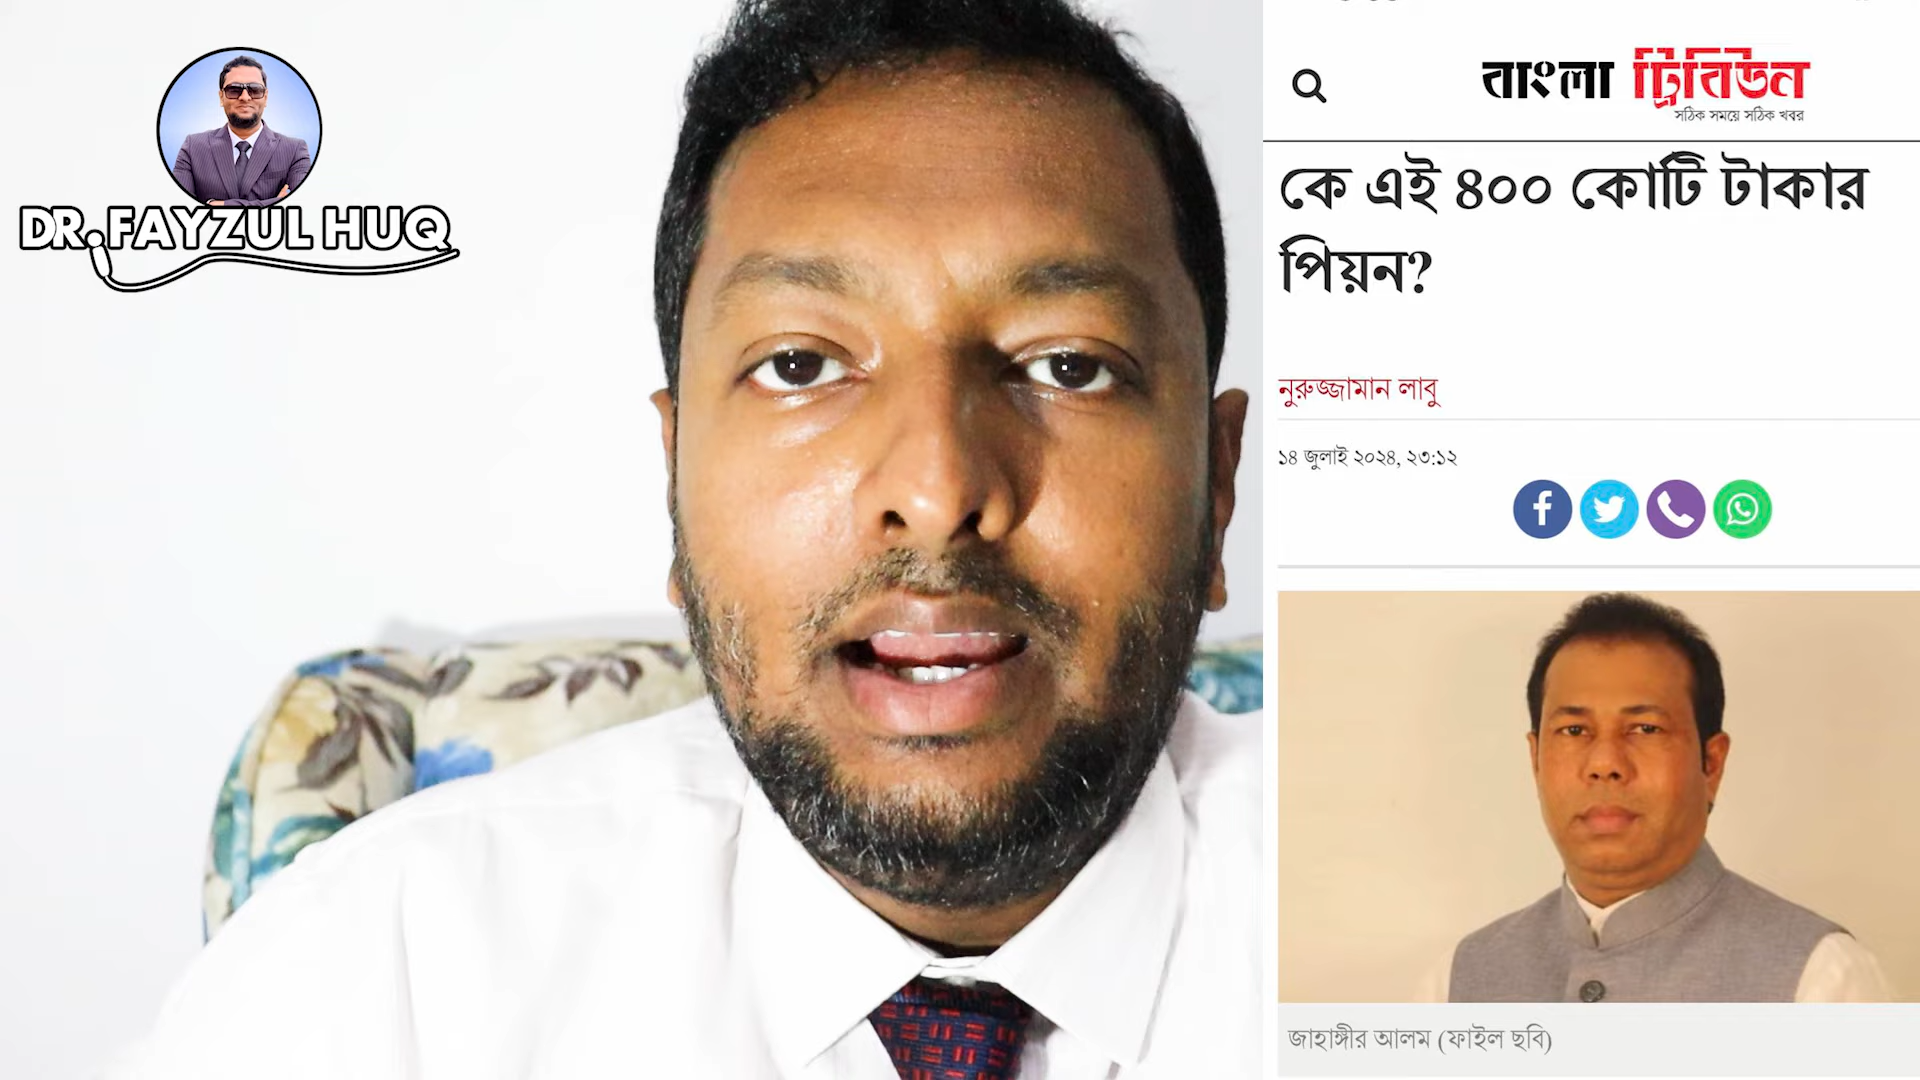 DR. FAYZUL HUQ
বাংলা ট্রিবিউন
সঠিক সময়ে সঠিক খবর
কে এই ৪০০ কোটি টাকার
পিয়ন?
নুরুজ্জামান লাবু
১৪ জুলাই ২০২৪, ২৩:১২
জাহাঙ্গীর আলম (ফাইল ছবি)